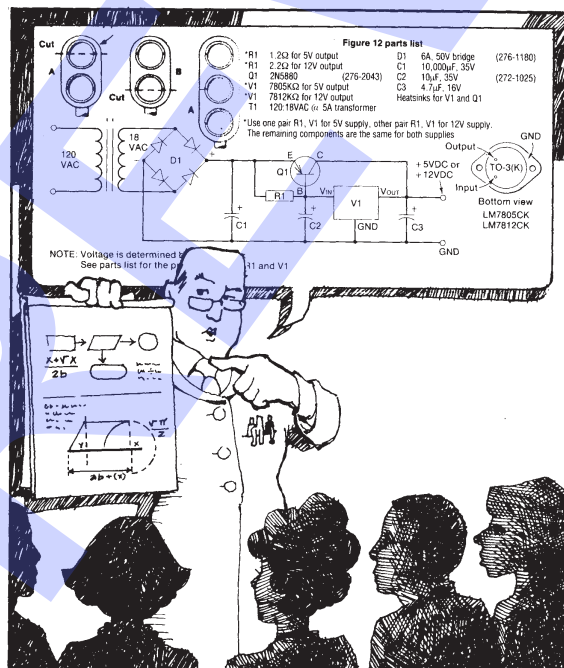 Cut
A
B
Cut
A
Figure 12 parts list
*R1 1.2Ω for 5V output
*R1 2.2Ω for 12V output
Q1 2N5880 (276-2043)
*V1 7805KΩ for 5V output
*V1 7812KΩ for 12V output
T1 120:18VAC @ 5A transformer
D1 6A, 50V bridge (276-1180)
C1 10,000µF, 35V
C2 10µF, 35V (272-1025)
C3 4.7µF, 16V
Heatsinks for V1 and Q1
*Use one pair R1, V1 for 5V supply, other pair R1, V1 for 12V supply.
The remaining components are the same for both supplies
120
VAC
18
VAC
D1
+
E
C
Q1
B
R1
+
C1
+
C2
VIN
V1
VOUT
GND
+
C3
+5VDC or
+12VDC
GND
Output
GND
TO-3(K)
Input
Bottom view
LM7805CK
LM7812CK
NOTE: Voltage is determined
See parts list for the R1 and V1
x+√x
2b
Y
X
√π
2
2b+(x)